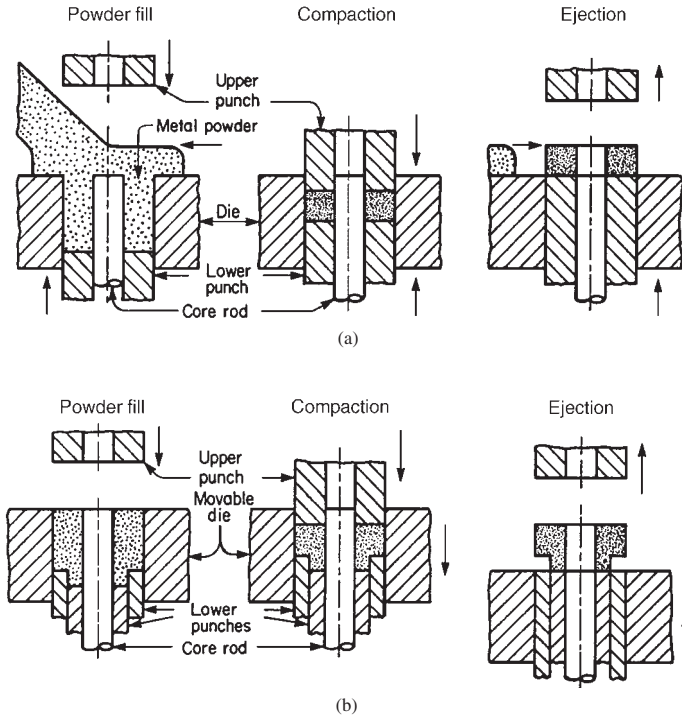 Powder fill
Compaction
Ejection
Upper
punch
Metal powder
Die
Lower
punch
Core rod
(a)
Powder fill
Compaction
Ejection
Upper
punch
Movable
die
Lower
punches
Core rod
(b)